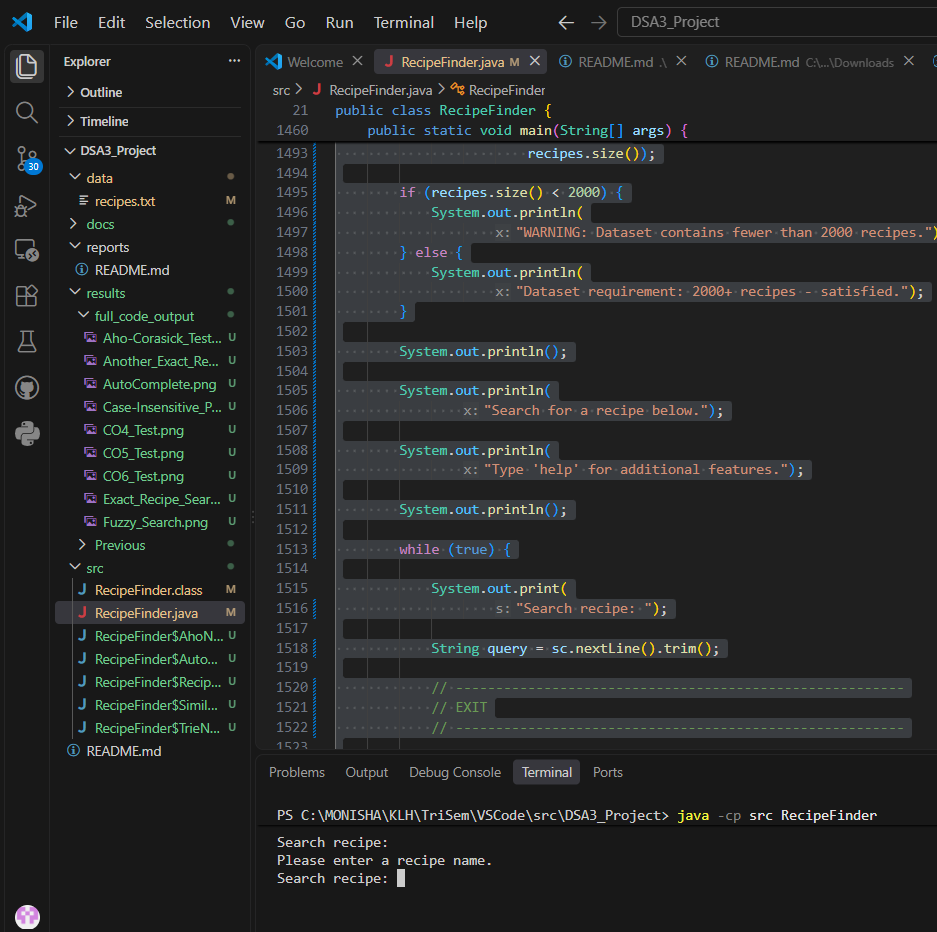 File Edit Selection View Go Run Terminal Help DSA3_Project
Explorer
Outline
Timeline
DSA3_Project
data
recipes.txt M
docs
reports
README.md
results
full_code_output
Aho-Corasick_Test... U
Another_Exact_Re... U
AutoComplete.png U
Case-Insensitive_P... U
CO4_Test.png U
CO5_Test.png U
CO6_Test.png U
Exact_Recipe_Sear... U
Fuzzy_Search.png U
Previous
src
RecipeFinder.class M
RecipeFinder.java M
RecipeFinder$AhoN... U
RecipeFinder$Auto... U
RecipeFinder$Recip... U
RecipeFinder$Simil... U
RecipeFinder$TrieN... U
README.md
30
Welcome RecipeFinder.java M README.md .\ README.md C:\...\Downloads
src > RecipeFinder.java > RecipeFinder
21 public class RecipeFinder {
1460 public static void main(String[] args) {
1493 recipes.size());
1494
1495 if (recipes.size() < 2000) {
1496 System.out.println(
1497 x: "WARNING: Dataset contains fewer than 2000 recipes.")
1498 } else {
1499 System.out.println(
1500 x: "Dataset requirement: 2000+ recipes - satisfied.");
1501 }
1502
1503 System.out.println();
1504
1505 System.out.println(
1506 x: "Search for a recipe below.");
1507
1508 System.out.println(
1509 x: "Type 'help' for additional features.");
1510
1511 System.out.println();
1512
1513 while (true) {
1514
1515 System.out.print(
1516 s: "Search recipe: ");
1517
1518 String query = sc.nextLine().trim();
1519
1520 // --------------------------------------------------------
1521 // EXIT
1522 // --------------------------------------------------------
1523
Problems Output Debug Console Terminal Ports
PS C:\MONISHA\KLH\TriSem\VSCode\src\DSA3_Project> java -cp src RecipeFinder
Search recipe:
Please enter a recipe name.
Search recipe: